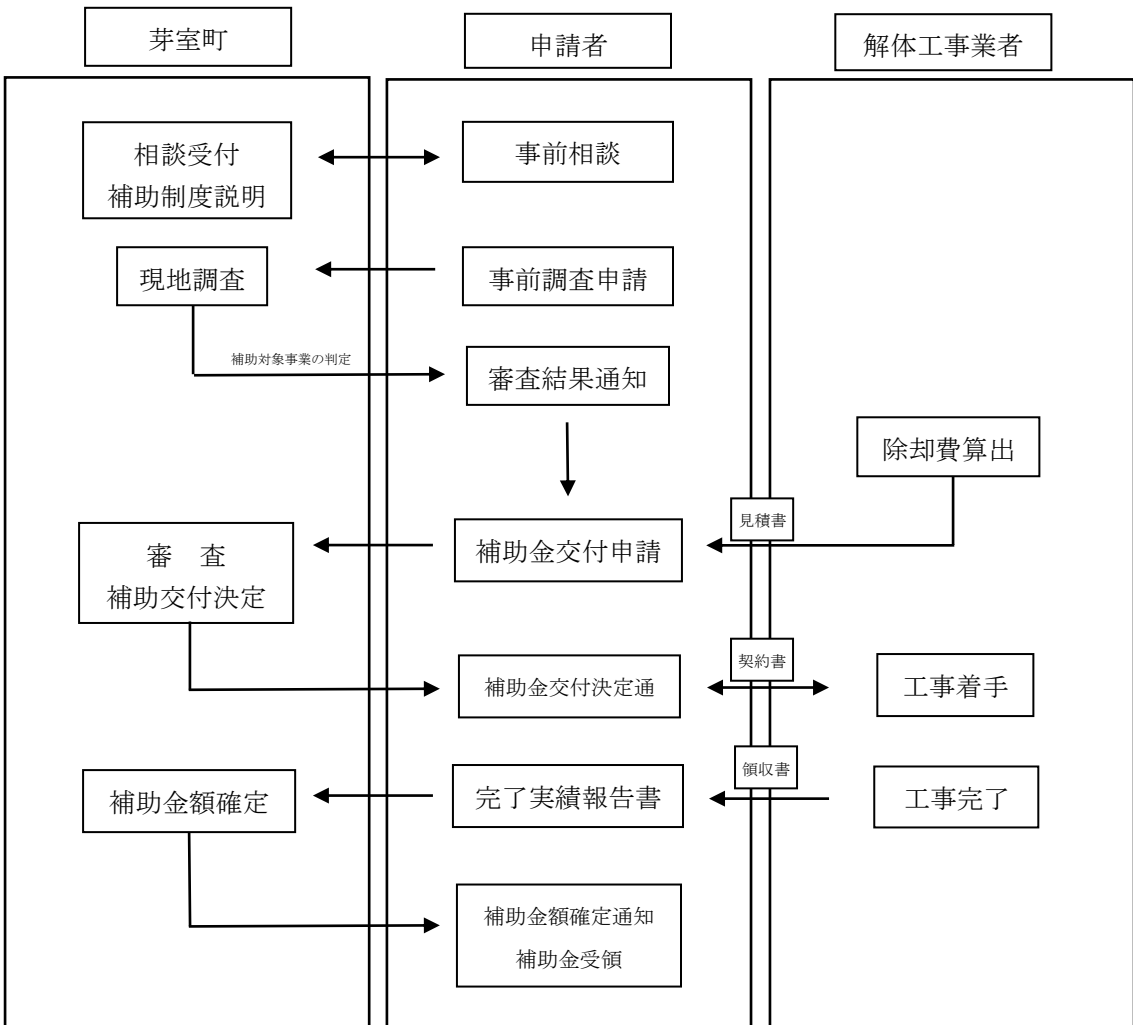 芽室町
申請者
解体工事業者
相談受付
補助制度説明
事前相談
現地調査
事前調査申請
補助対象事業の判定
審査結果通知
除却費算出
見積書
審　査
補助交付決定
補助金交付申請
契約書
補助金交付決定通
工事着手
領収書
補助金額確定
完了実績報告書
工事完了
補助金額確定通知
補助金受領